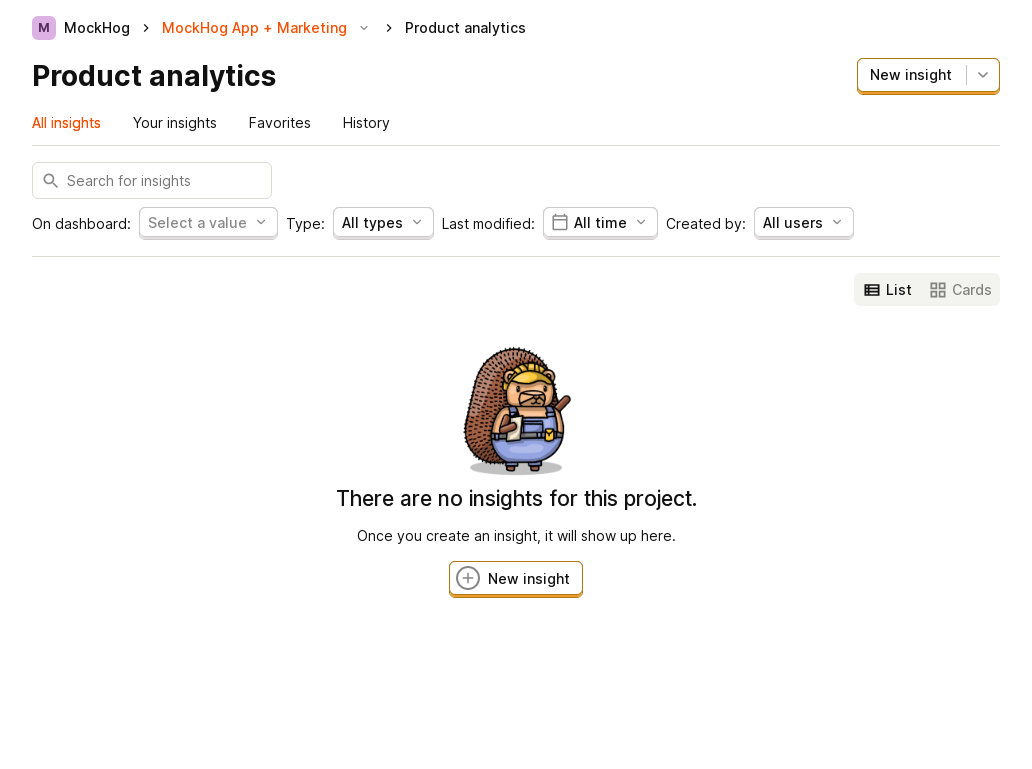 M MockHog MockHog App + Marketing Product analytics
Product analytics
New insight
All insights Your insights Favorites History
Search for insights
On dashboard: Select a value Type: All types Last modified: All time Created by: All users
List Cards
There are no insights for this project.
Once you create an insight, it will show up here.
New insight